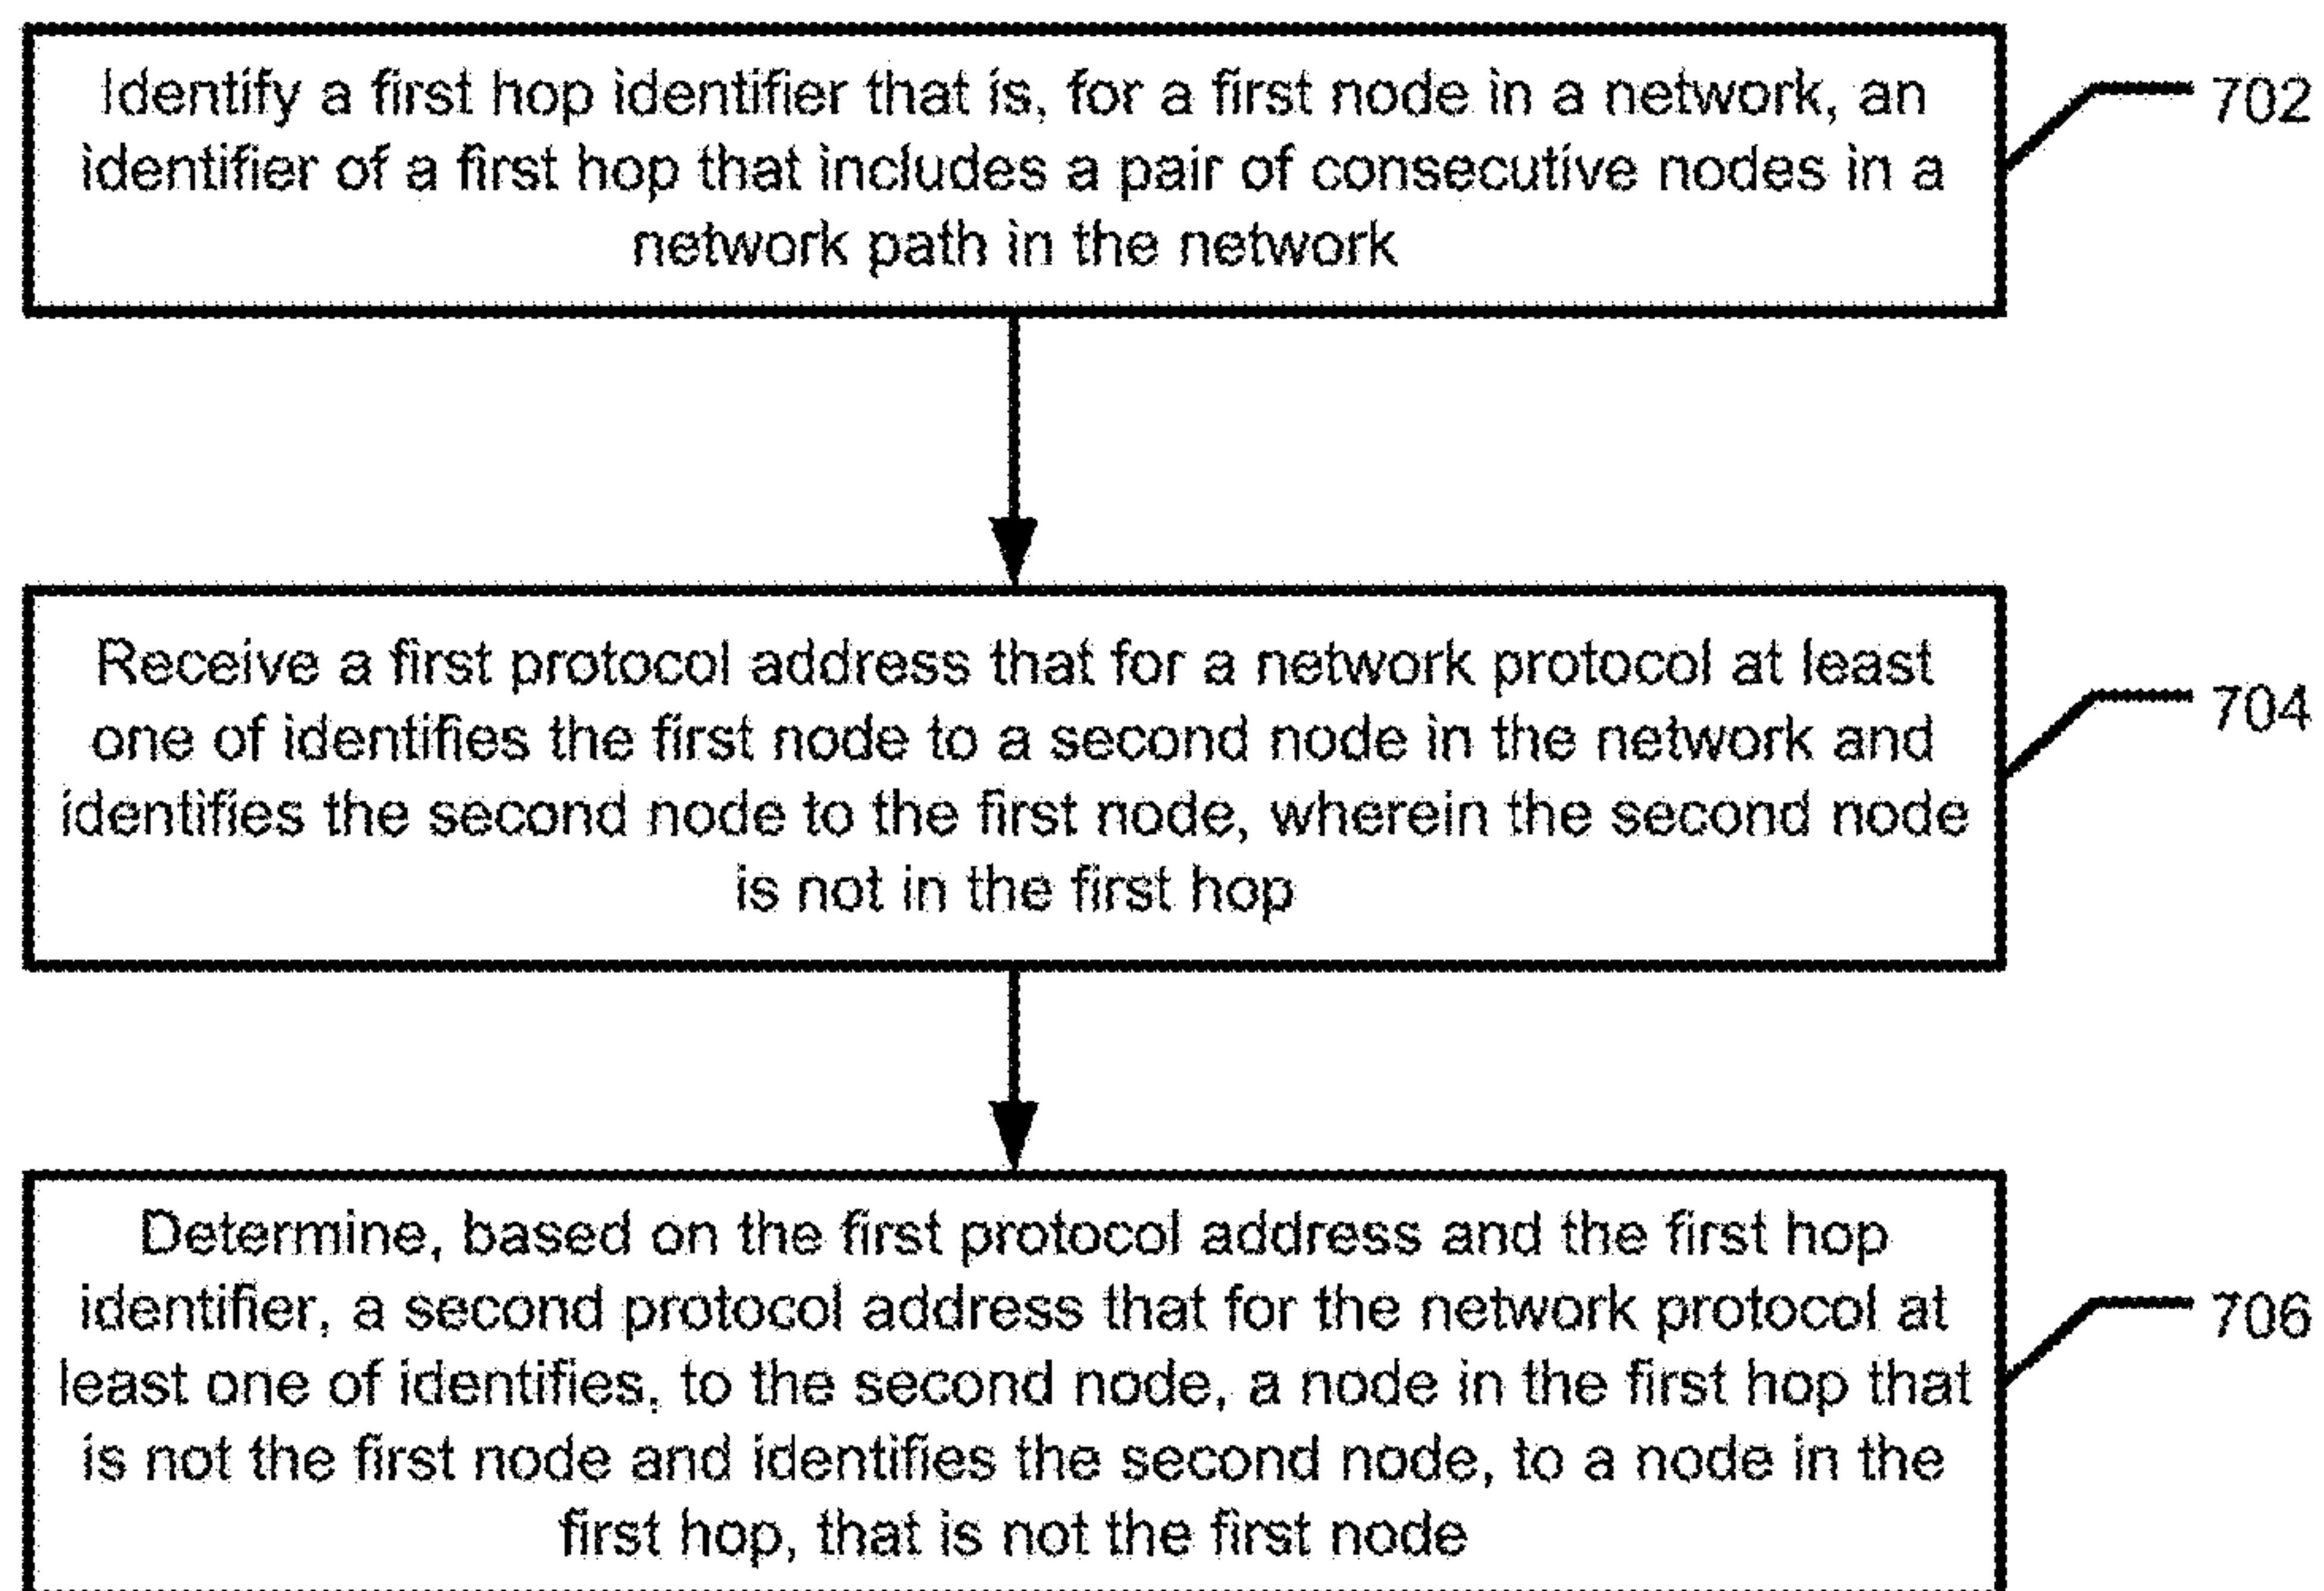 Identify a first hop identifier that is, for a first node in a network, an
identifier of a first hop that includes a pair of consecutive nodes in a
network path in the network
702
Receive a first protocol address that for a network protocol at least
one of identifies the first node to a second node in the network and
identifies the second node to the first node, wherein the second node
is not in the first hop
704
Determine, based on the first protocol address and the first hop
identifier, a second protocol address that for the network protocol at
least one of identifies, to the second node, a node in the first hop that
is not the first node and identifies the second node, to a node in the
first hop, that is not the first node
706